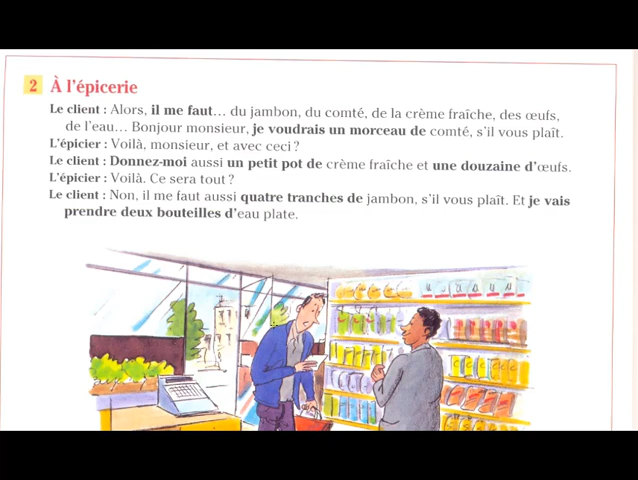 2 À l'épicerie
Le client : Alors, il me faut... du jambon, du comté, de la crème fraîche, des œufs,
de l'eau... Bonjour monsieur, je voudrais un morceau de comté, s'il vous plaît.
L'épicier : Voilà, monsieur, et avec ceci ?
Le client : Donnez-moi aussi un petit pot de crème fraîche et une douzaine d'œufs.
L'épicier : Voilà. Ce sera tout ?
Le client : Non, il me faut aussi quatre tranches de jambon, s'il vous plaît. Et je vais
prendre deux bouteilles d'eau plate.